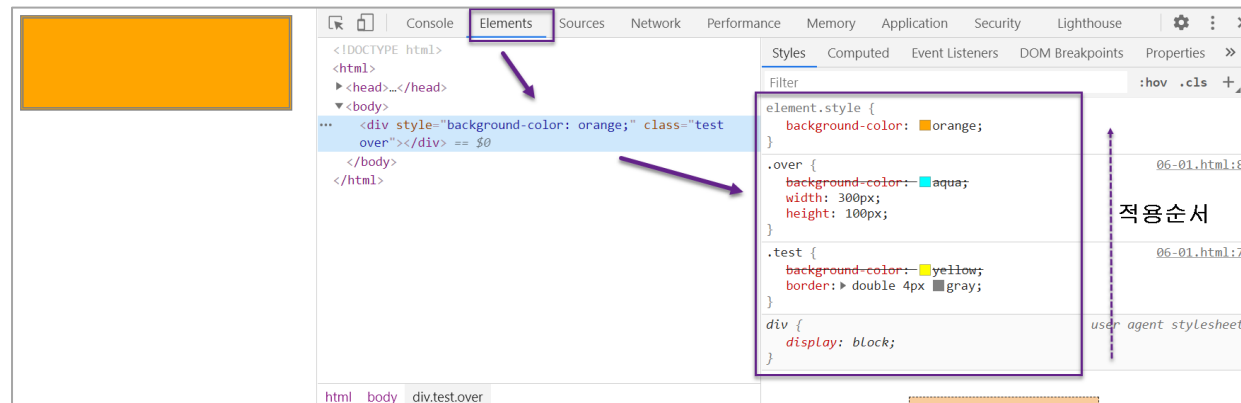 Console Elements Sources Network Performance Memory Application Security Lighthouse
<!DOCTYPE html>
<html>
<head>…</head>
<body>
<div style="background-color: orange;" class="test
over"></div> == $0
</body>
</html>
html body div.test.over
Styles Computed Event Listeners DOM Breakpoints Properties »
Filter :hov .cls +
element.style {
background-color: orange;
}
.over { 06-01.html:8
background-color: aqua;
width: 300px;
height: 100px;
}
적용순서
.test { 06-01.html:7
background-color: yellow;
border: double 4px gray;
}
div { user agent stylesheet
display: block;
}